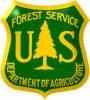 FOREST SERVICE
U S
DEPARTMENT OF AGRICULTURE